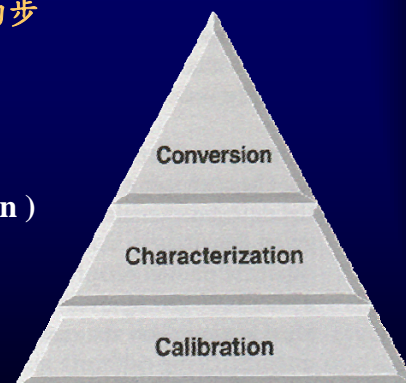 步
Conversion
n )
Characterization
Calibration